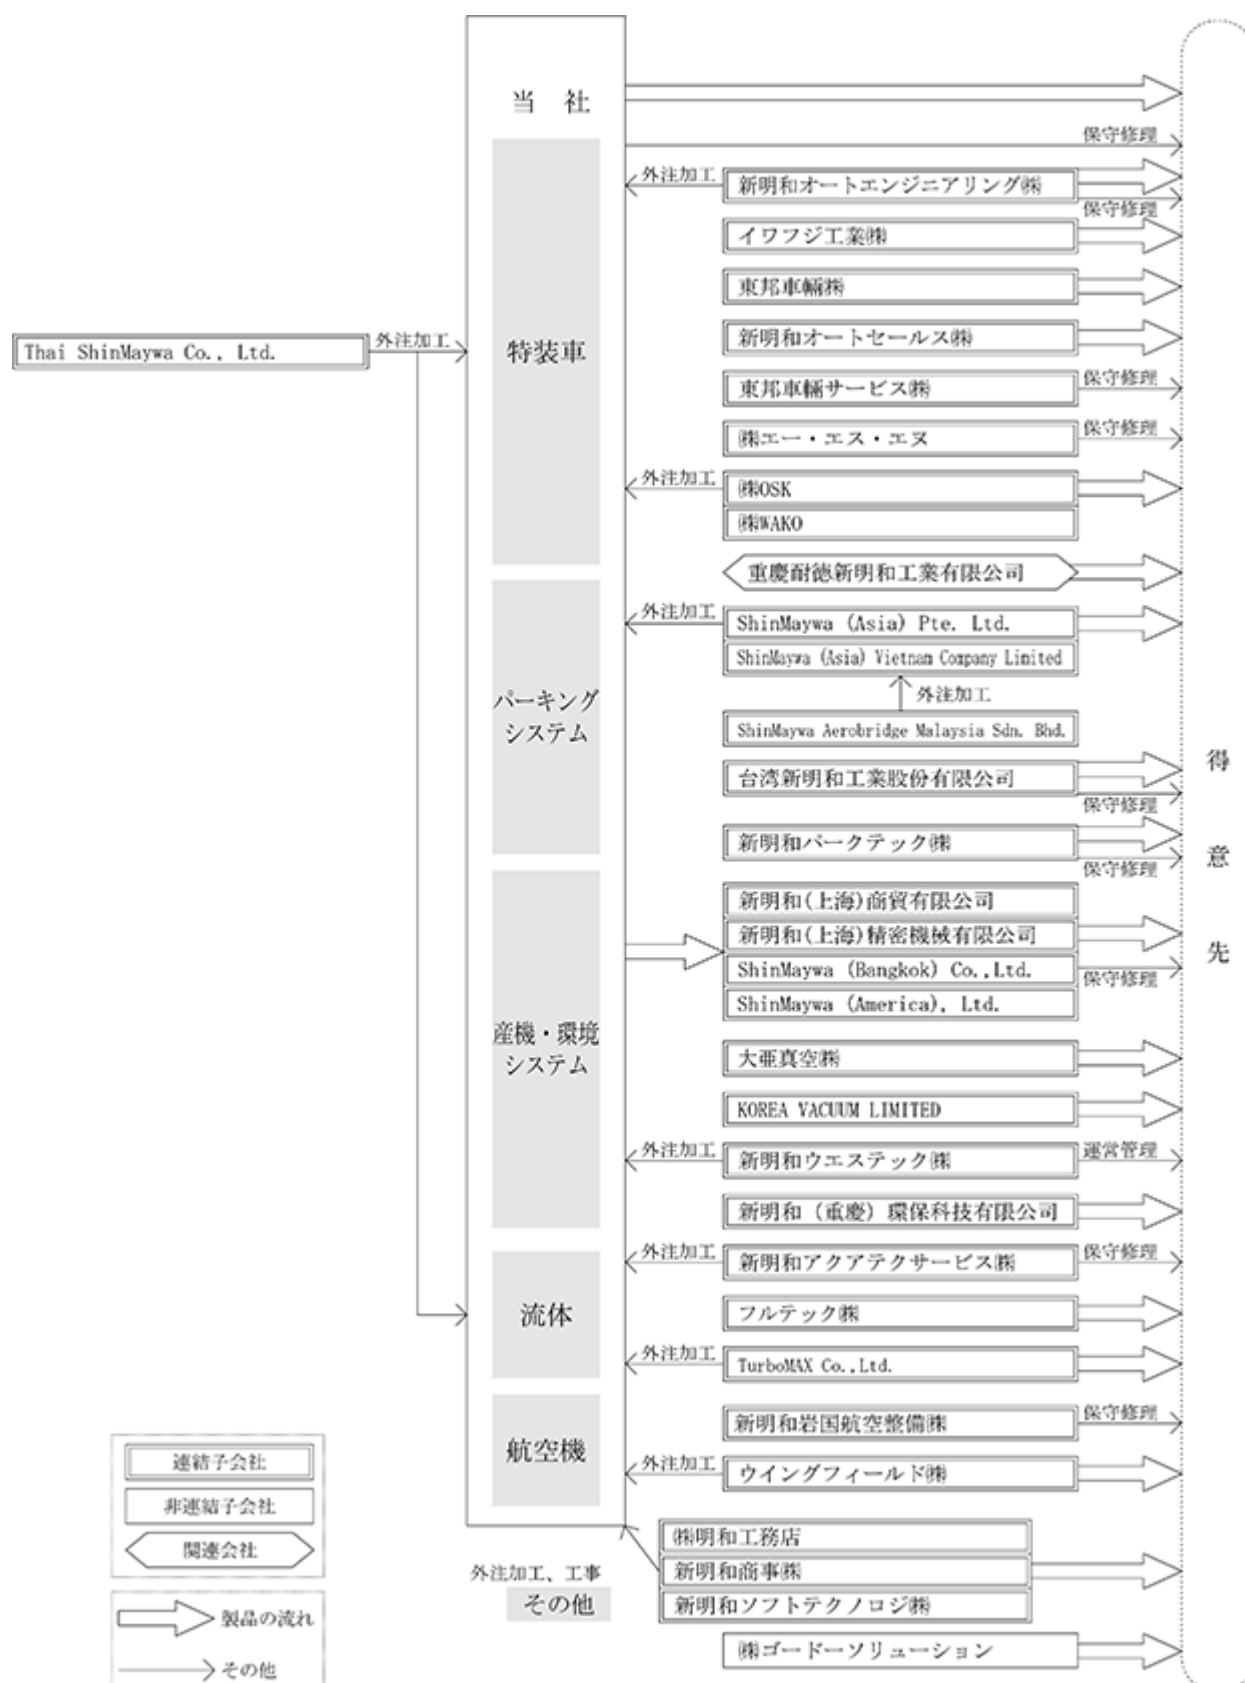 当 社
保守修理
外注加工
新明和オートエンジニアリング㈱
保守修理
イワフジ工業㈱
東邦車輛㈱
Thai ShinMaywa Co., Ltd.
外注加工
特装車
新明和オートセールス㈱
東邦車輛サービス㈱
保守修理
㈱エー・エス・エヌ
保守修理
外注加工
㈱OSK
㈱WAKO
重慶耐徳新明和工業有限公司
外注加工
ShinMaywa (Asia) Pte. Ltd.
ShinMaywa (Asia) Vietnam Company Limited
外注加工
パーキング
システム
ShinMaywa Aerobridge Malaysia Sdn. Bhd.
台湾新明和工業股份有限公司
保守修理
新明和パークテック㈱
保守修理
得
意
先
新明和(上海)商貿有限公司
新明和(上海)精密機械有限公司
ShinMaywa (Bangkok) Co.,Ltd.
保守修理
ShinMaywa (America), Ltd.
産機・環境
システム
大亜真空㈱
KOREA VACUUM LIMITED
外注加工
新明和ウエステック㈱
運営管理
新明和（重慶）環保科技有限公司
外注加工
新明和アクアテクサービス㈱
保守修理
流体
フルテック㈱
外注加工
TurboMAX Co.,Ltd.
新明和岩国航空整備㈱
保守修理
航空機
外注加工
ウイングフィールド㈱
㈱明和工務店
外注加工、工事
新明和商事㈱
その他
新明和ソフトテクノロジ㈱
㈱ゴードーソリューション
連結子会社
非連結子会社
関連会社
製品の流れ
その他